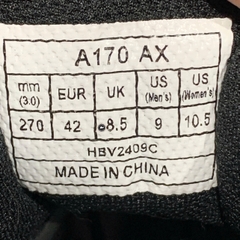 A170 AX
mm (3.0) EUR UK US (Men's) US (Women's)
270 42 8.5 9 10.5
HBV2409C
MADE IN CHINA